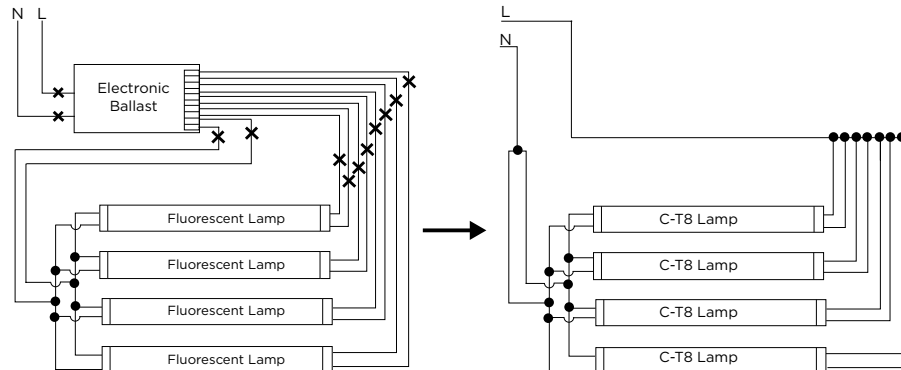 N L
Electronic
Ballast
Fluorescent Lamp
Fluorescent Lamp
Fluorescent Lamp
Fluorescent Lamp
L
N
C-T8 Lamp
C-T8 Lamp
C-T8 Lamp
C-T8 Lamp